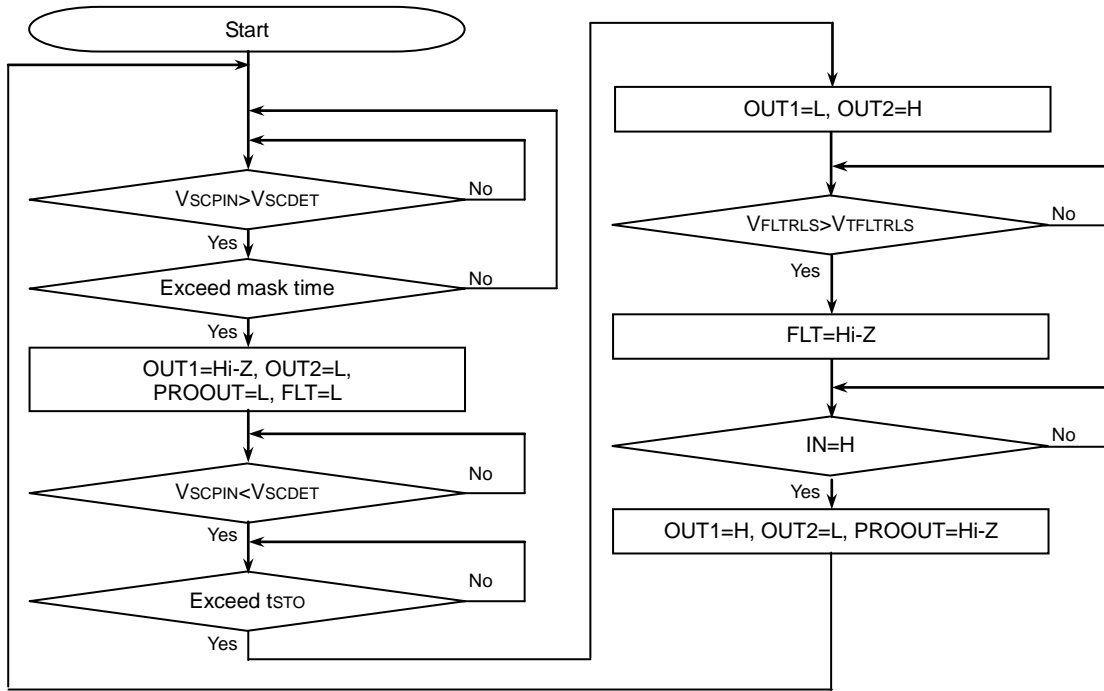 Start
VSCPIN>VSCDET
No
Yes
Exceed mask time
No
Yes
OUT1=Hi-Z, OUT2=L,
PROOUT=L, FLT=L
VSCPIN<VSCDET
No
Yes
Exceed tSTO
No
Yes
OUT1=L, OUT2=H
VFLTRLS>VTFLTRLS
No
Yes
FLT=Hi-Z
IN=H
No
Yes
OUT1=H, OUT2=L, PROOUT=Hi-Z